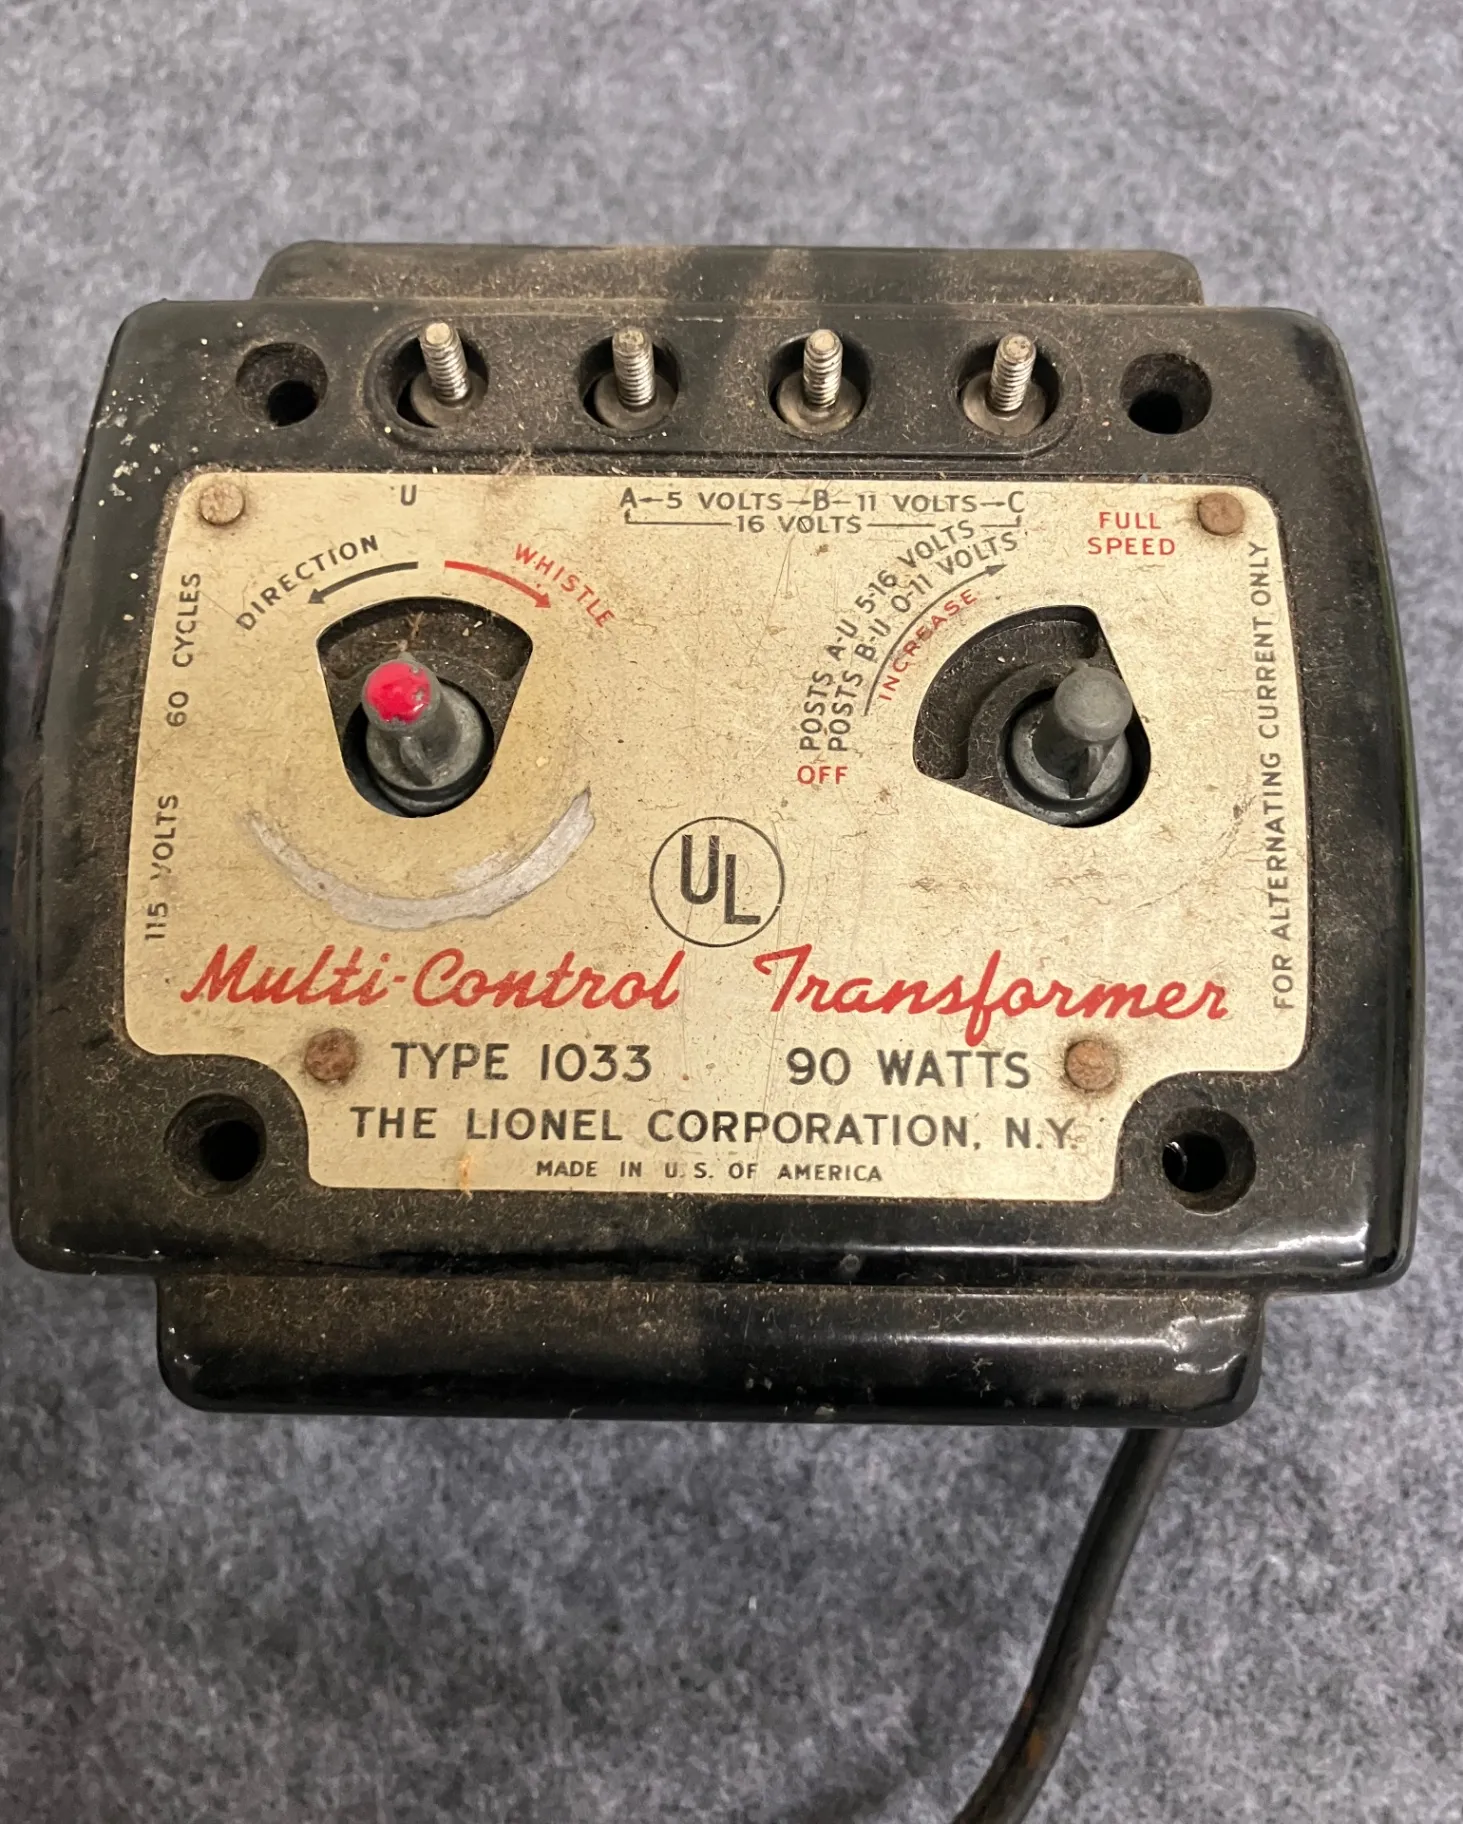 U
A 5 VOLTS B 11 VOLTS C
16 VOLTS
DIRECTION
WHISTLE
POSTS A-U 5-16 VOLTS
POSTS B-U 0-11 VOLTS
INCREASE
OFF
FULL
SPEED
115 VOLTS 60 CYCLES
FOR ALTERNATING CURRENT ONLY
UL
Multi-Control Transformer
TYPE 1033 90 WATTS
THE LIONEL CORPORATION, N.Y.
MADE IN U.S. OF AMERICA